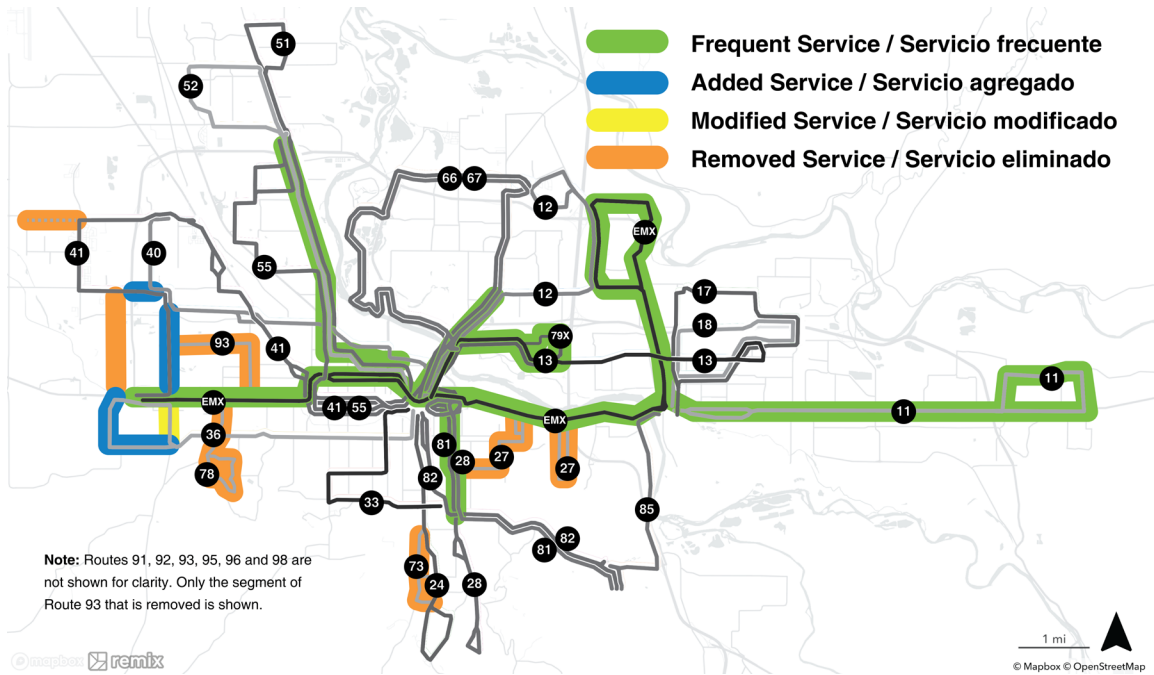 51
52
Frequent Service / Servicio frecuente
Added Service / Servicio agregado
Modified Service / Servicio modificado
Removed Service / Servicio eliminado
66 67
12
EMX
41
40
55
12
17
18
79X
93
41
13
13
11
EMX
41 55
11
EMX
36
81
28
27
27
78
82
33
85
82
81
73
24
28
Note: Routes 91, 92, 93, 95, 96 and 98 are
not shown for clarity. Only the segment of
Route 93 that is removed is shown.
1 mi
mapbox remix
© Mapbox © OpenStreetMap